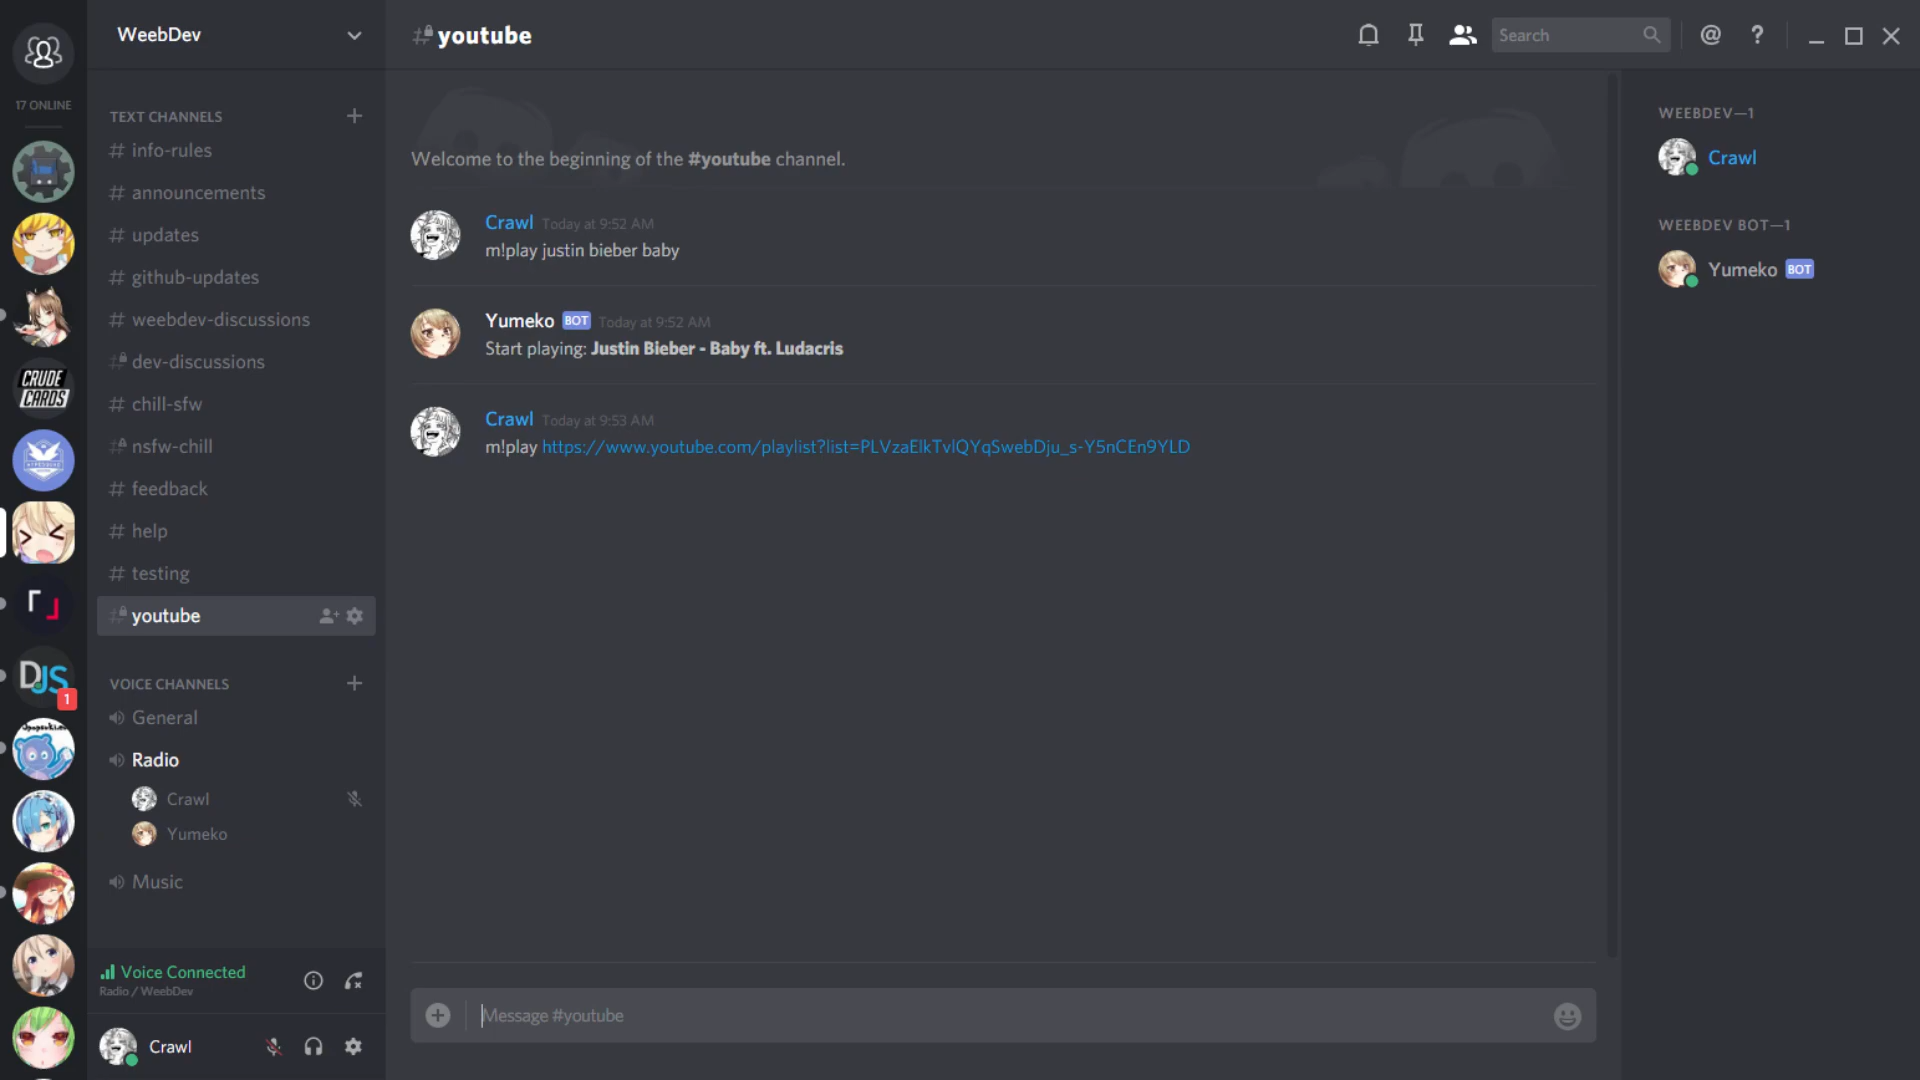 17 ONLINE
CRUDE
CARDS
DJS
1
WeebDev
TEXT CHANNELS
# info-rules
# announcements
# updates
# github-updates
# weebdev-discussions
# dev-discussions
# chill-sfw
# nsfw-chill
# feedback
# help
# testing
# youtube
VOICE CHANNELS
General
Radio
Crawl
Yumeko
Music
Voice Connected
Radio / WeebDev
Crawl
# youtube
Search
@ ?
Welcome to the beginning of the #youtube channel.
Crawl Today at 9:52 AM
m!play justin bieber baby
Yumeko BOT Today at 9:52 AM
Start playing: Justin Bieber - Baby ft. Ludacris
Crawl Today at 9:53 AM
m!play https://www.youtube.com/playlist?list=PLVzaElkTvlQYqSwebDju_s-Y5nCEn9YLD
Message #youtube
WEEBDEV—1
Crawl
WEEBDEV BOT—1
Yumeko BOT